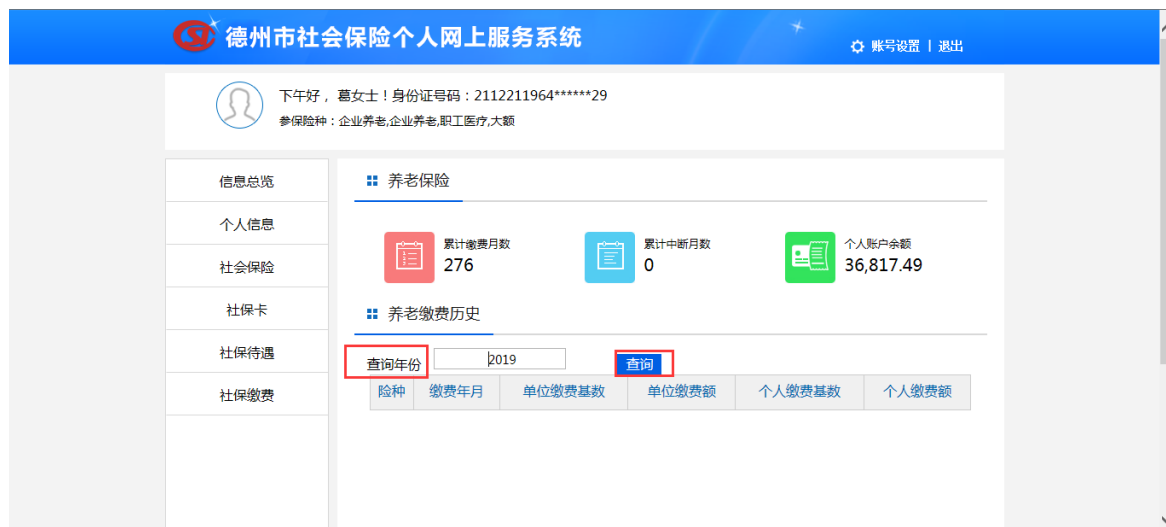 德州市社会保险个人网上服务系统
账号设置 | 退出
下午好，葛女士！身份证号码：2112211964******29
参保险种：企业养老,企业养老,职工医疗,大额
信息总览
个人信息
社会保险
社保卡
社保待遇
社保缴费
养老保险
累计缴费月数
276
累计中断月数
0
个人账户余额
36,817.49
养老缴费历史
查询年份 2019 查询
险种 缴费年月 单位缴费基数 单位缴费额 个人缴费基数 个人缴费额